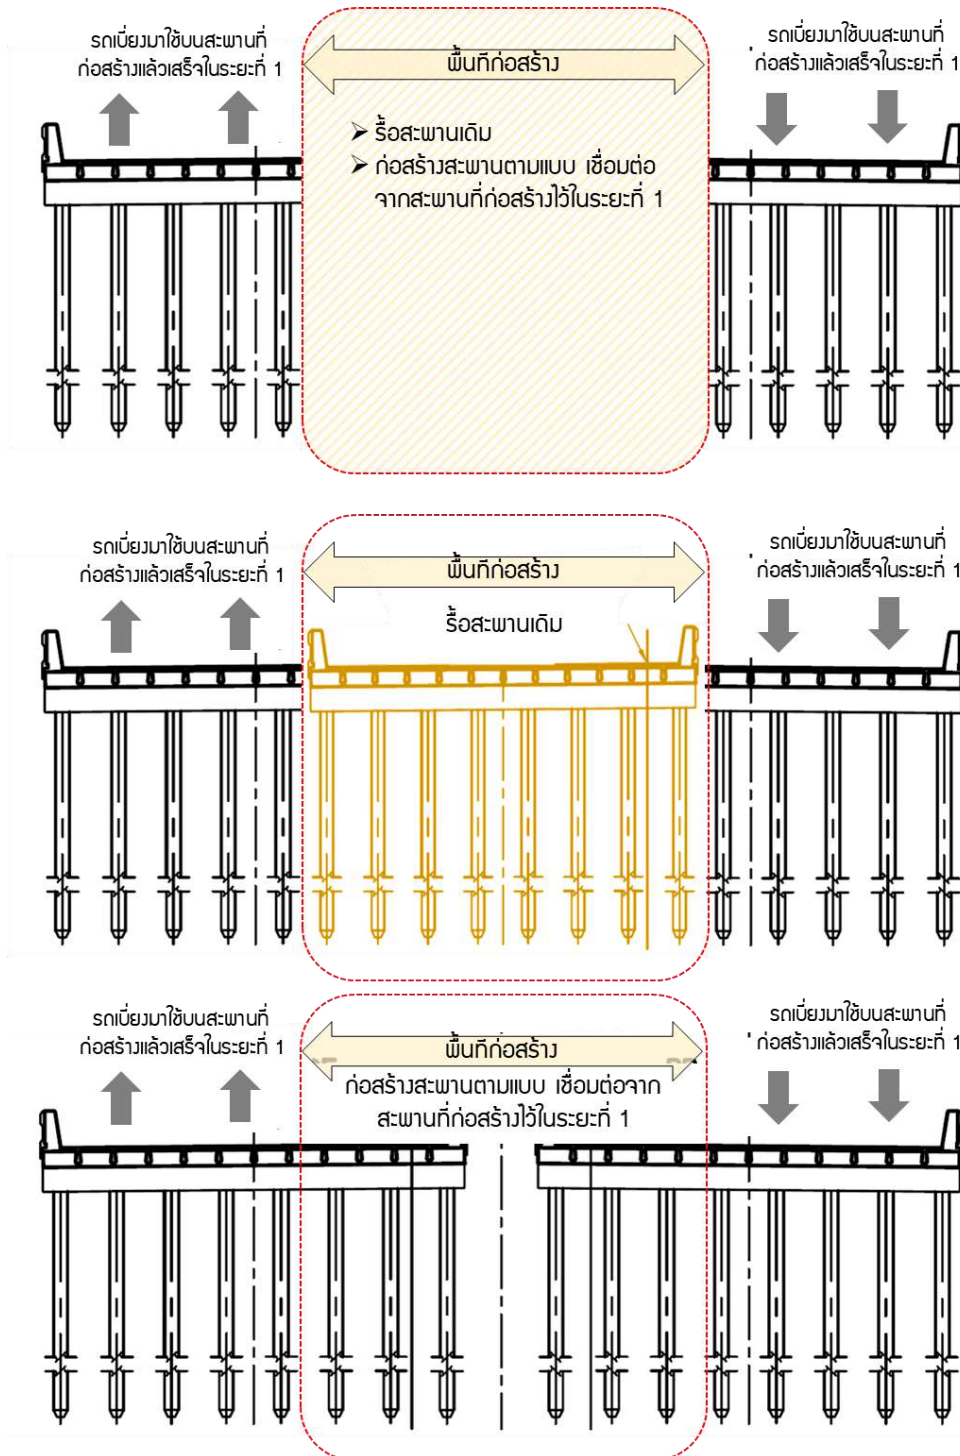 รถเบี่ยงมาใช้บนสะพานที่
ก่อสร้างแล้วเสร็จในระยะที่ 1
พื้นที่ก่อสร้าง
รถเบี่ยงมาใช้บนสะพานที่
ก่อสร้างแล้วเสร็จในระยะที่ 1
➢ รื้อสะพานเดิม
➢ ก่อสร้างสะพานตามแบบ เชื่อมต่อ
จากสะพานที่ก่อสร้างไว้ในระยะที่ 1
รถเบี่ยงมาใช้บนสะพานที่
ก่อสร้างแล้วเสร็จในระยะที่ 1
พื้นที่ก่อสร้าง
รถเบี่ยงมาใช้บนสะพานที่
ก่อสร้างแล้วเสร็จในระยะที่ 1
รื้อสะพานเดิม
รถเบี่ยงมาใช้บนสะพานที่
ก่อสร้างแล้วเสร็จในระยะที่ 1
พื้นที่ก่อสร้าง
รถเบี่ยงมาใช้บนสะพานที่
ก่อสร้างแล้วเสร็จในระยะที่ 1
ก่อสร้างสะพานตามแบบ เชื่อมต่อจาก
สะพานที่ก่อสร้างไว้ในระยะที่ 1